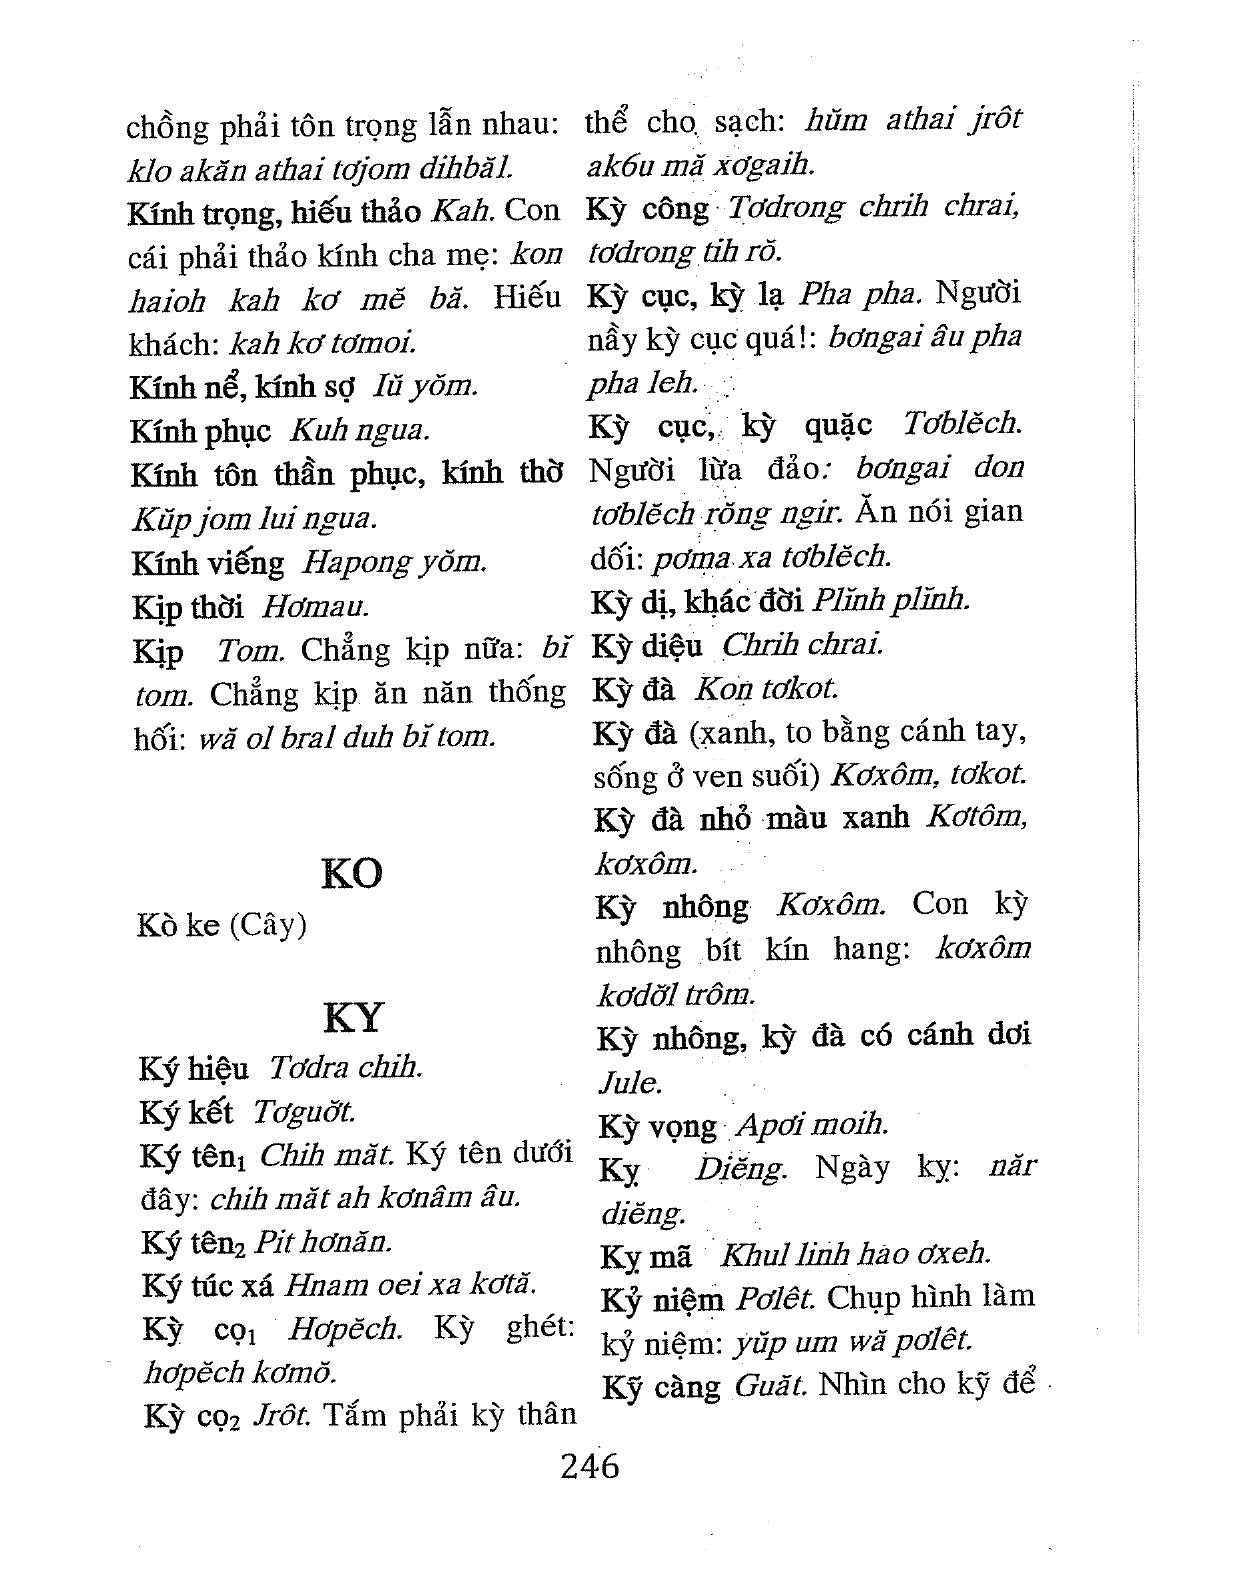 chồng phải tôn trọng lẫn nhau:
klo akăn athai tơjom dihbăl.
Kính trọng, hiếu thảo Kah. Con
cái phải thảo kính cha mẹ: kon
haioh kah kơ mĕ bă. Hiếu
khách: kah kơ tơmoi.
Kính nể, kính sợ Iŭ yŏm.
Kính phục Kuh ngua.
Kính tôn thần phục, kính thờ
Kŭp jom lui ngua.
Kính viếng Hapong yŏm.
Kịp thời Hơmau.
Kịp Tom. Chẳng kịp nữa: bĭ
tom. Chẳng kịp ăn năn thống
hối: wă ol bral duh bĭ tom.
KO
Kò ke (Cây)
KY
Ký hiệu Tơdra chih.
Ký kết Tơguơ̆t.
Ký tên₁ Chih măt. Ký tên dưới
đây: chih măt ah kơnâm âu.
Ký tên₂ Pit hơnăn.
Ký túc xá Hnam oei xa kơtă.
Kỳ cọ₁ Hơpĕch. Kỳ ghét:
hơpĕch kơmŏ.
Kỳ cọ₂ Jrôt. Tắm phải kỳ thân
thể cho sạch: hŭm athai jrôt
ak6u mă xơgaih.
Kỳ công Tơdrong chrih chrai,
tơdrong tih rŏ.
Kỳ cục, kỳ lạ Pha pha. Người
nầy kỳ cục quá!: bơngai âu pha
pha leh.
Kỳ cục, kỳ quặc Tơblĕch.
Người lừa đảo: bơngai don
tơblĕch rŏng ngir. Ăn nói gian
dối: pơma xa tơblĕch.
Kỳ dị, khác đời Plĭnh plĭnh.
Kỳ diệu Chrih chrai.
Kỳ đà Kon tơkot.
Kỳ đà (xanh, to bằng cánh tay,
sống ở ven suối) Kơxôm, tơkot.
Kỳ đà nhỏ màu xanh Kơtôm,
kơxôm.
Kỳ nhông Kơxôm. Con kỳ
nhông bít kín hang: kơxôm
kơdơ̆l trôm.
Kỳ nhông, kỳ đà có cánh dơi
Jule.
Kỳ vọng Apơi moih.
Kỵ Diĕng. Ngày kỵ: năr
diĕng.
Kỵ mã Khul linh hao ơxeh.
Kỷ niệm Pơlêt. Chụp hình làm
kỷ niệm: yŭp um wă pơlêt.
Kỹ càng Guăt. Nhìn cho kỹ để
246